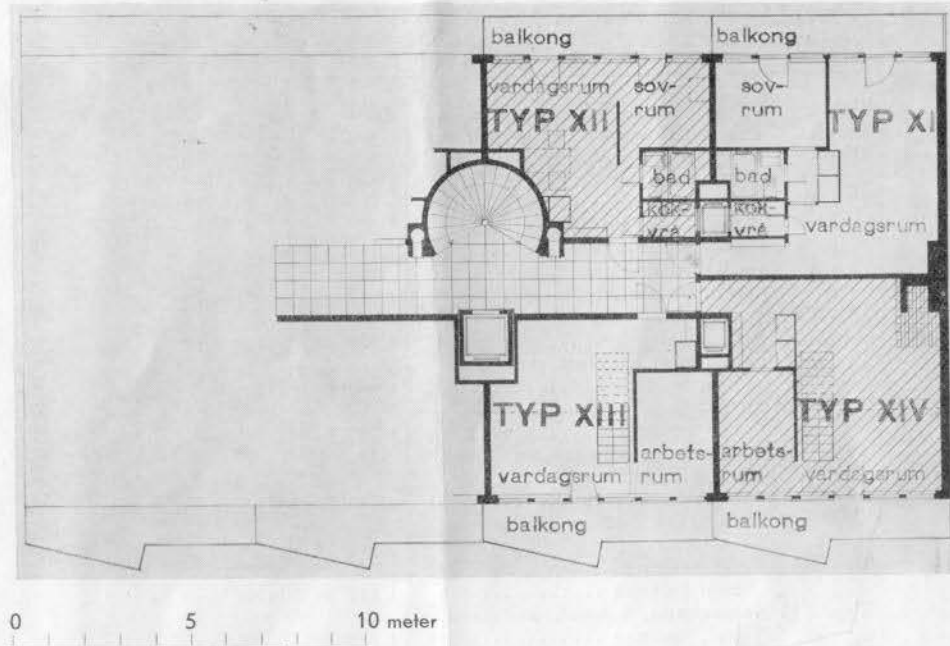 balkong
balkong
vardagsrum
sov-
rum
TYP XII
sov-
rum
TYP XI
bad
bad
kok-
vrå
kok-
vrå
vardagsrum
TYP XIII
TYP XIV
arbets-
rum
vardagsrum
arbets-
rum
vardagsrum
balkong
balkong
0 5 10 meter